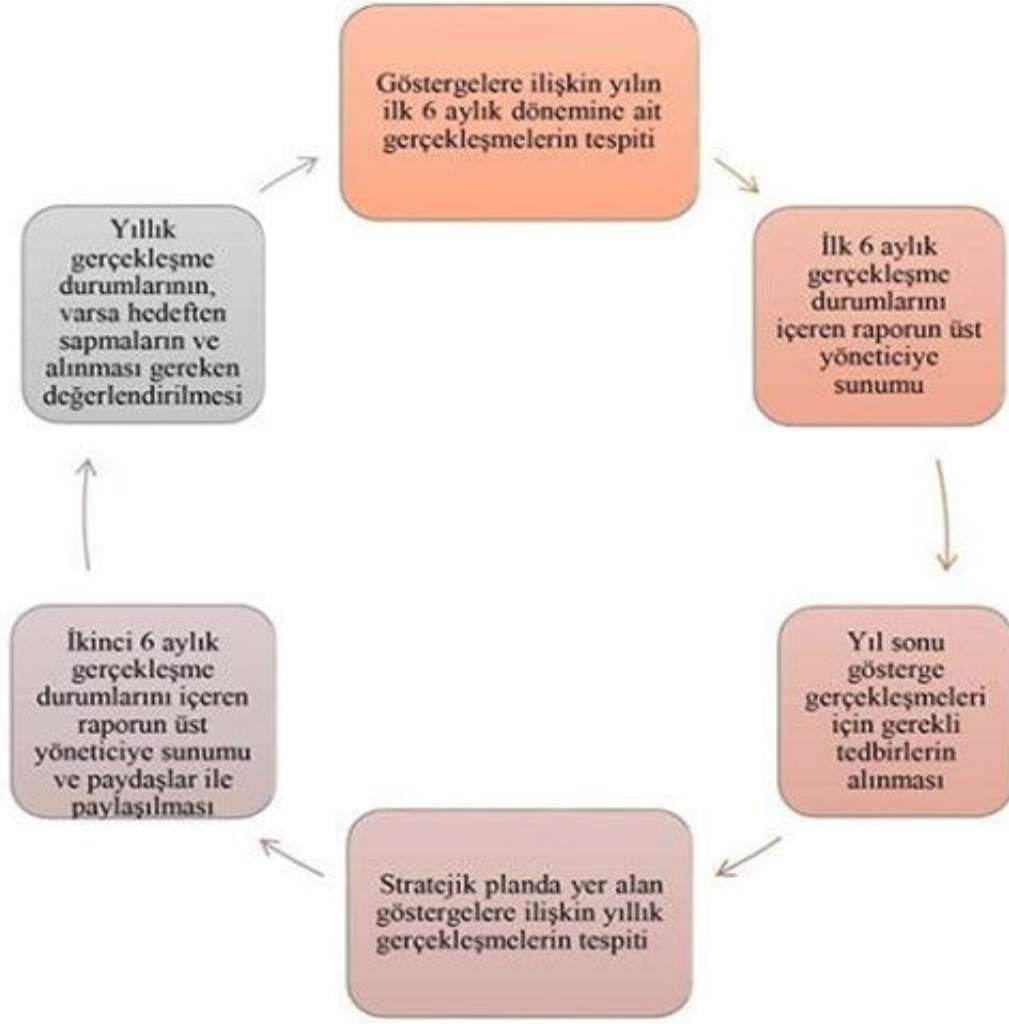 Göstergelere ilişkin yılın
ilk 6 aylık dönemine ait
gerçekleşmelerin tespiti
İlk 6 aylık
gerçekleşme
durumlarını
içeren raporun üst
yöneticiye
sunumu
Yıl sonu
gösterge
gerçekleşmeleri
için gerekli
tedbirlerin
alınması
Stratejik planda yer alan
göstergelere ilişkin yıllık
gerçekleşmelerin tespiti
İkinci 6 aylık
gerçekleşme
durumlarını içeren
raporun üst
yöneticiye sunumu
ve paydaşlar ile
paylaşılması
Yıllık
gerçekleşme
durumlarının,
varsa hedeften
sapmaların ve
alınması gereken
değerlendirilmesi